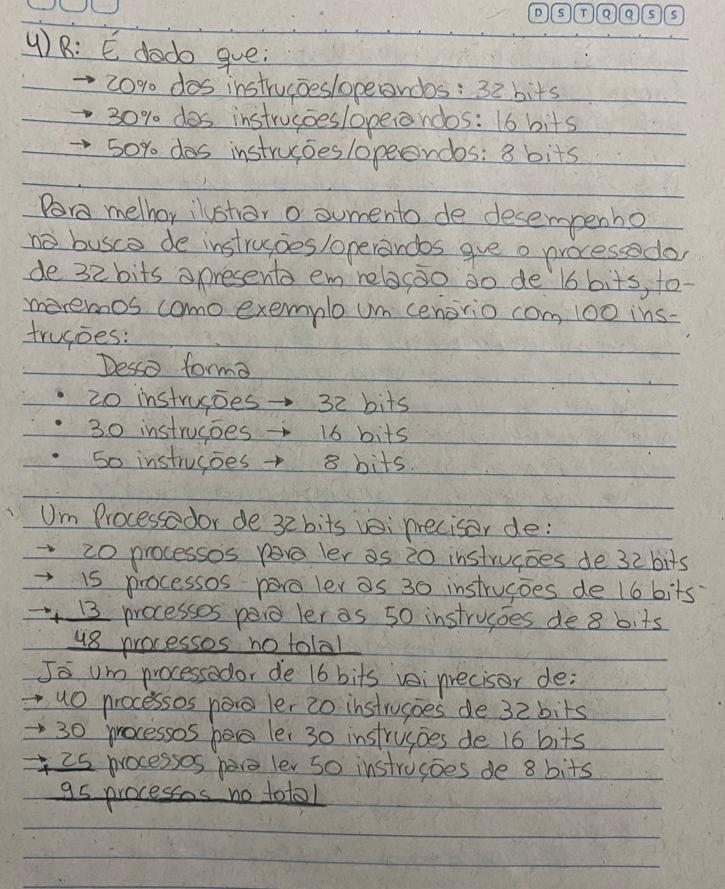 D S T Q Q S S
4) R: É dado que:
→ 20% das instruções/operandos: 32 bits
→ 30% das instruções/operandos: 16 bits
→ 50% das instruções/operandos: 8 bits
Para melhor ilustrar o aumento de desempenho
na busca de instruções/operandos que o processador
de 32 bits apresenta em relação ao de 16 bits, to-
maremos como exemplo um cenário com 100 ins-
truções:
Dessa forma
• 20 instruções → 32 bits
• 30 instruções → 16 bits
• 50 instruções → 8 bits.
Um Processador de 32 bits vai precisar de:
→ 20 processos para ler as 20 instruções de 32 bits
→ 15 processos para ler as 30 instruções de 16 bits
→ + 13 processos para ler as 50 instruções de 8 bits
48 processos no total
Já um processador de 16 bits vai precisar de:
→ 40 processos para ler 20 instruções de 32 bits
→ 30 processos para ler 30 instruções de 16 bits
→ + 25 processos para ler 50 instruções de 8 bits
95 processos no total